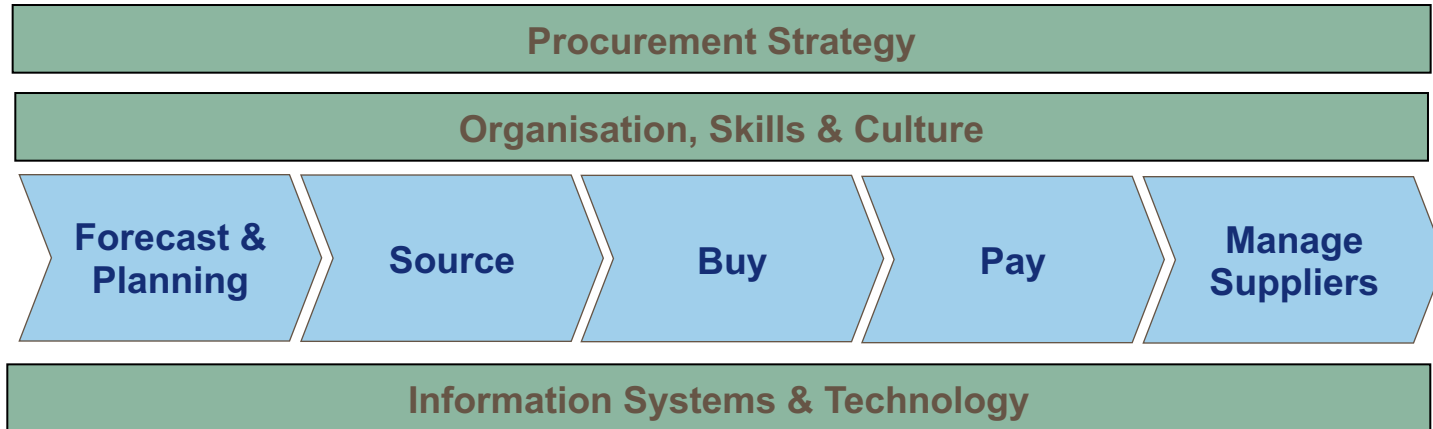 Procurement Strategy
Organisation, Skills & Culture
Forecast &
Planning
Source
Buy
Pay
Manage
Suppliers
Information Systems & Technology